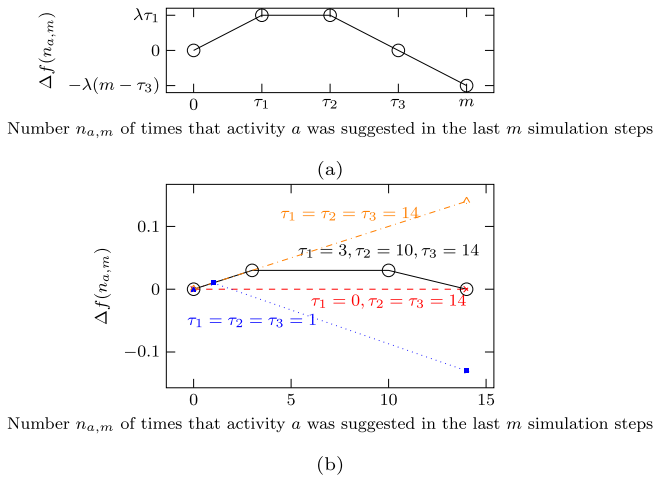 λτ₁
0
−λ(m − τ₃)
Δf(nₐ,ₘ)
0 τ₁ τ₂ τ₃ m
Number nₐ,ₘ of times that activity a was suggested in the last m simulation steps
(a)
0.1
0
−0.1
Δf(nₐ,ₘ)
τ₁ = τ₂ = τ₃ = 14
τ₁ = 3, τ₂ = 10, τ₃ = 14
τ₁ = 0, τ₂ = τ₃ = 14
τ₁ = τ₂ = τ₃ = 1
0 5 10 15
Number nₐ,ₘ of times that activity a was suggested in the last m simulation steps
(b)